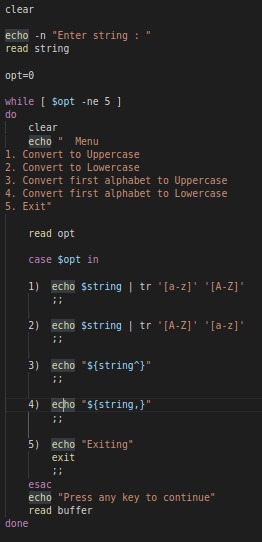 clear
echo -n "Enter string : "
read string
opt=0
while [ $opt -ne 5 ]
do
clear
echo "  Menu
1. Convert to Uppercase
2. Convert to Lowercase
3. Convert first alphabet to Uppercase
4. Convert first alphabet to Lowercase
5. Exit"
read opt
case $opt in
1)  echo $string | tr '[a-z]' '[A-Z]'
;;
2)  echo $string | tr '[A-Z]' '[a-z]'
;;
3)  echo "${string^}"
;;
4)  echo "${string,}"
;;
5)  echo "Exiting"
exit
;;
esac
echo "Press any key to continue"
read buffer
done